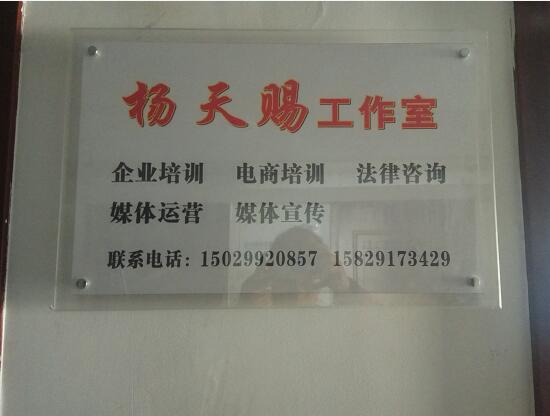 杨天赐工作室
企业培训 电商培训 法律咨询
媒体运营 媒体宣传
联系电话：15029920857 15829173429